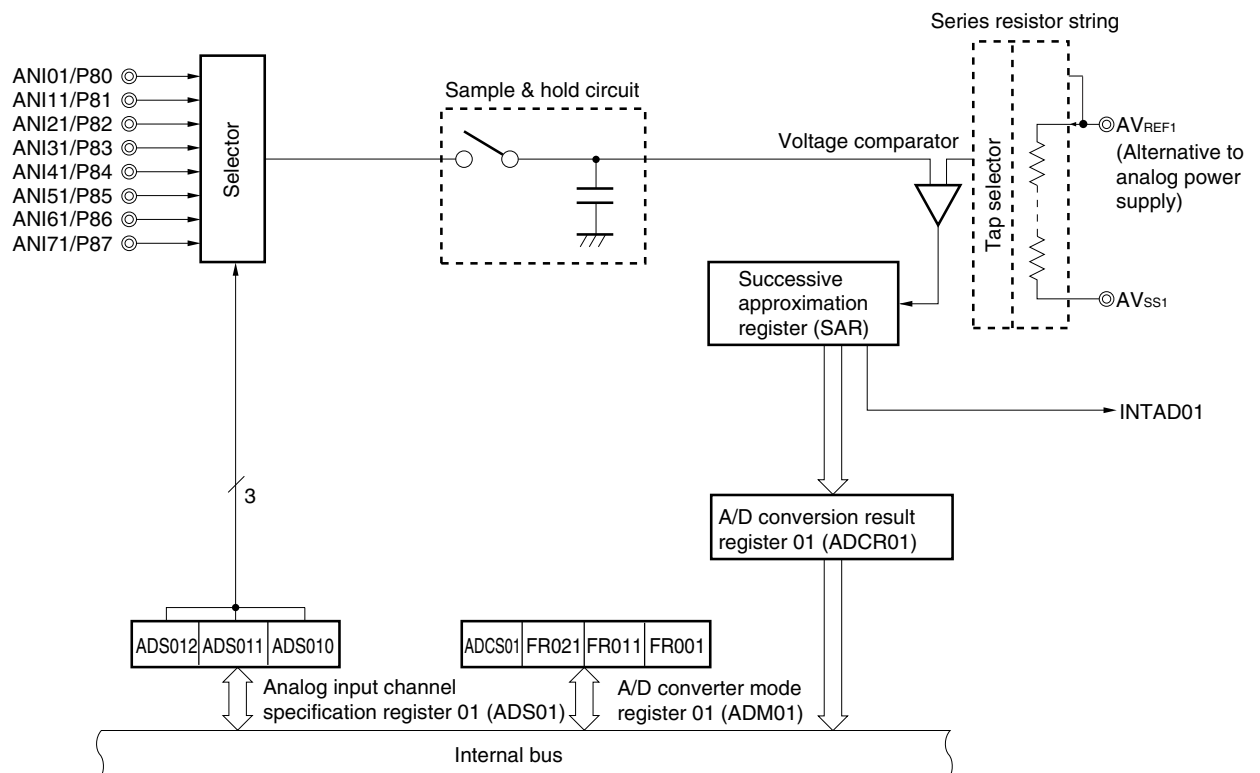 Series resistor string
ANI01/P80
ANI11/P81
ANI21/P82
ANI31/P83
ANI41/P84
ANI51/P85
ANI61/P86
ANI71/P87
Selector
Sample & hold circuit
Voltage comparator
Tap selector
AVREF1
(Alternative to
analog power
supply)
AVSS1
Successive
approximation
register (SAR)
INTAD01
3
A/D conversion result
register 01 (ADCR01)
ADS012 ADS011 ADS010
ADCS01 FR021 FR011 FR001
Analog input channel
specification register 01 (ADS01)
A/D converter mode
register 01 (ADM01)
Internal bus